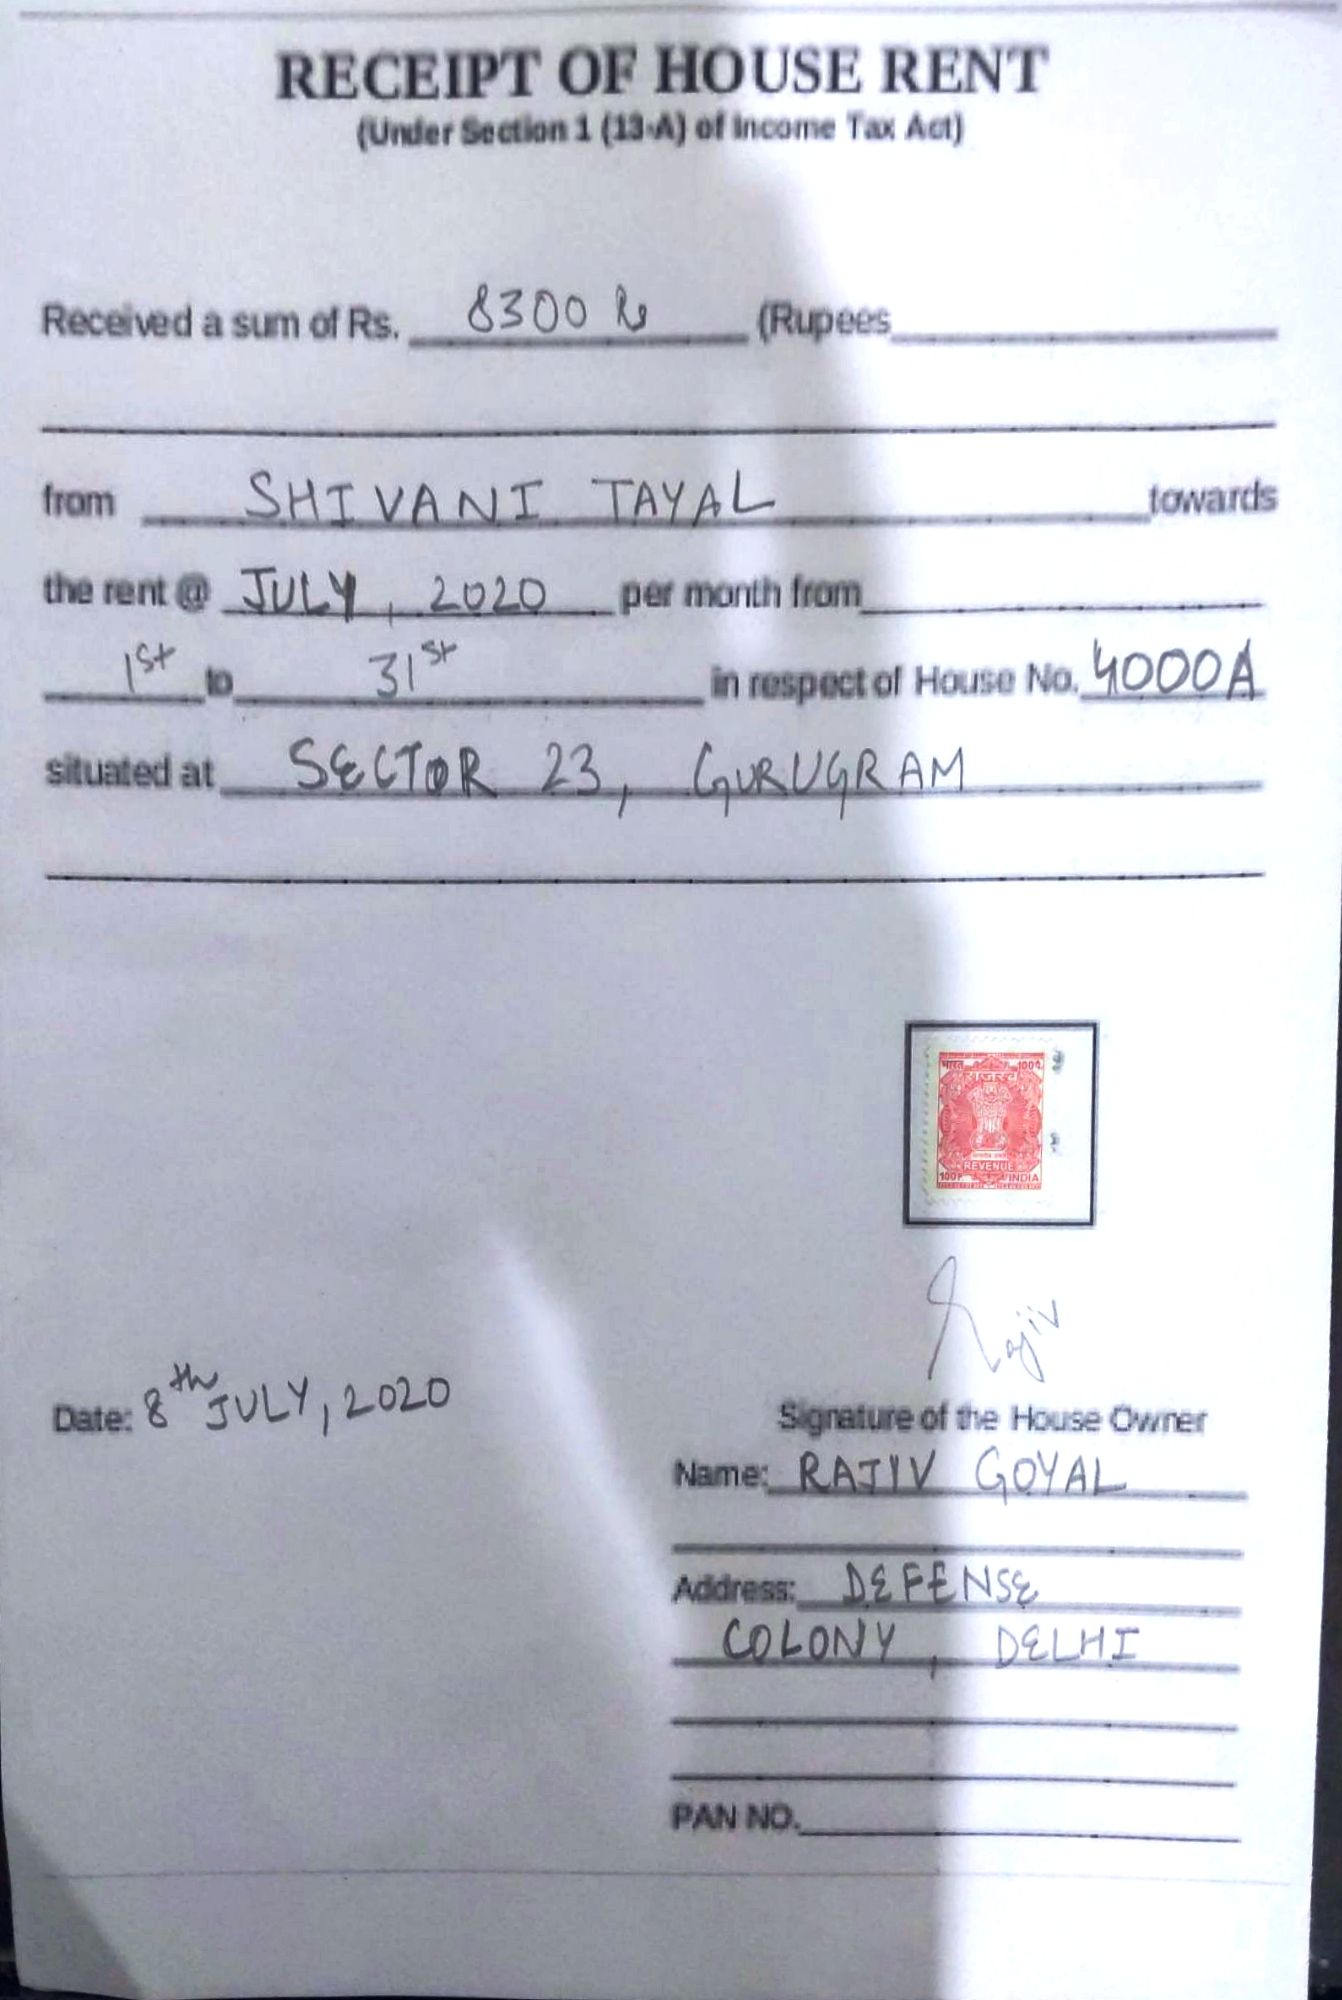 RECEIPT OF HOUSE RENT
(Under Section 1 (13-A) of Income Tax Act)
Received a sum of Rs. 8300 Rs (Rupees
from SHIVANI TAYAL towards
the rent @ JULY, 2020 per month from
1st to 31st in respect of House No. 4000A
situated at SECTOR 23, GURUGRAM
भारत 100प.
राजस्व
REVENUE
100P INDIA
Rajiv
Date: 8th JULY, 2020
Signature of the House Owner
Name: RAJIV GOYAL
Address: DEFENSE
COLONY, DELHI
PAN NO.